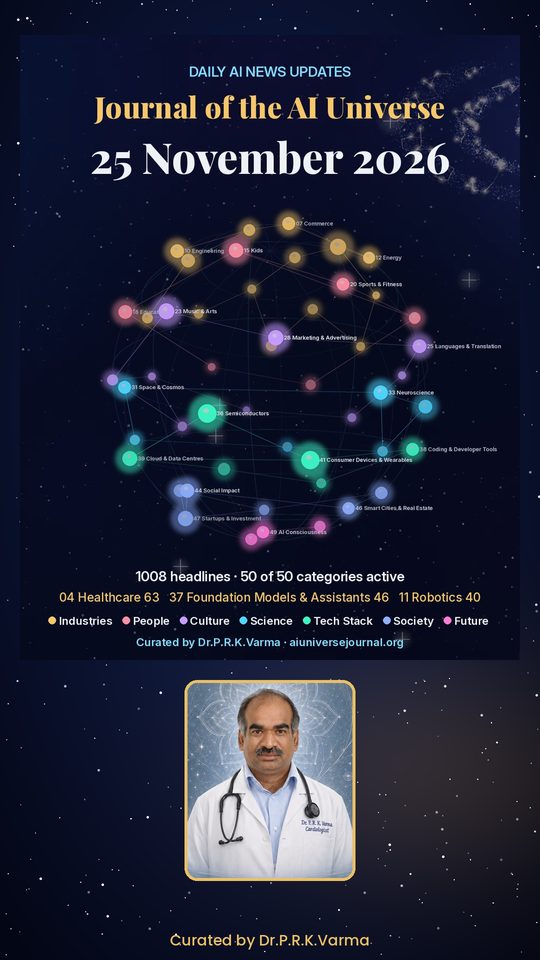 DAILY AI NEWS UPDATES
Journal of the AI Universe
25 November 2026
07 Commerce
10 Engineering
15 Kids
12 Energy
20 Sports & Fitness
23 Music & Arts
28 Marketing & Advertising
25 Languages & Translation
31 Space & Cosmos
33 Neuroscience
36 Semiconductors
38 Coding & Developer Tools
39 Cloud & Data Centres
41 Consumer Devices & Wearables
44 Social Impact
46 Smart Cities & Real Estate
47 Startups & Investment
49 AI Consciousness
1008 headlines · 50 of 50 categories active
04 Healthcare 63 37 Foundation Models & Assistants 46 11 Robotics 40
Industries People Culture Science Tech Stack Society Future
Curated by Dr.P.R.K.Varma · aiuniversejournal.org
Dr. P. R. K. Varma
Cardiologist
Curated by Dr.P.R.K.Varma